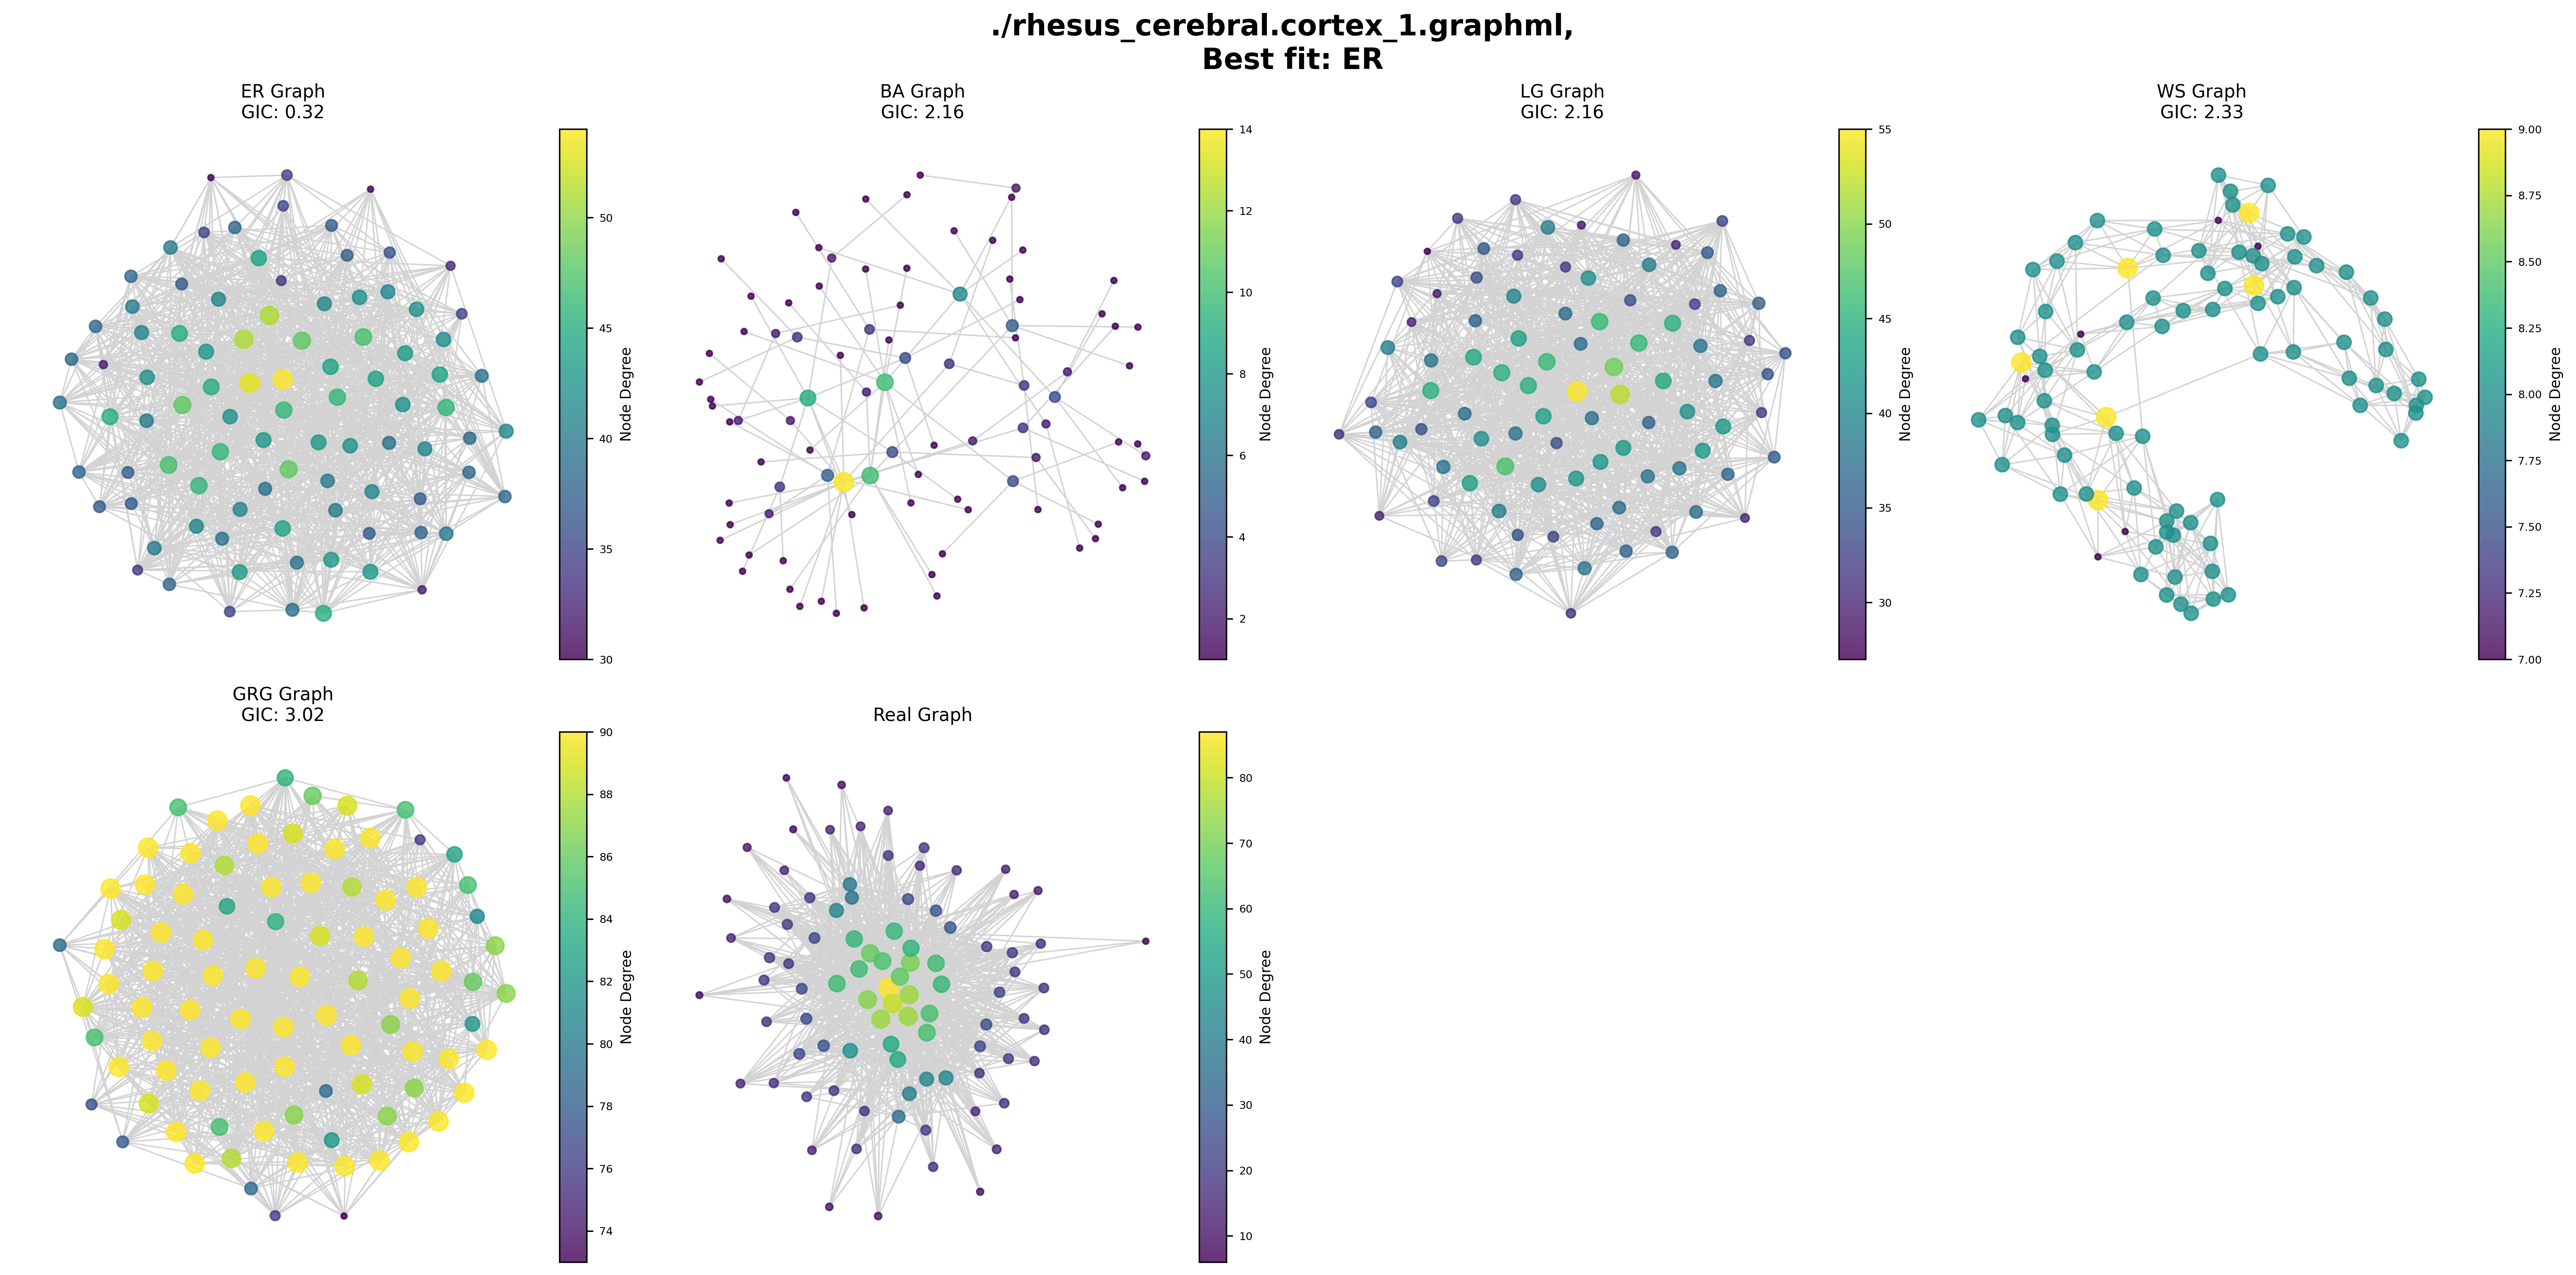 ./rhesus_cerebral.cortex_1.graphml,
Best fit: ER
ER Graph
GIC: 0.32
50
45
40
35
30
Node Degree
BA Graph
GIC: 2.16
14
12
10
8
6
4
2
Node Degree
LG Graph
GIC: 2.16
55
50
45
40
35
30
Node Degree
WS Graph
GIC: 2.33
9.00
8.75
8.50
8.25
8.00
7.75
7.50
7.25
7.00
Node Degree
GRG Graph
GIC: 3.02
90
88
86
84
82
80
78
76
74
Node Degree
Real Graph
80
70
60
50
40
30
20
10
Node Degree